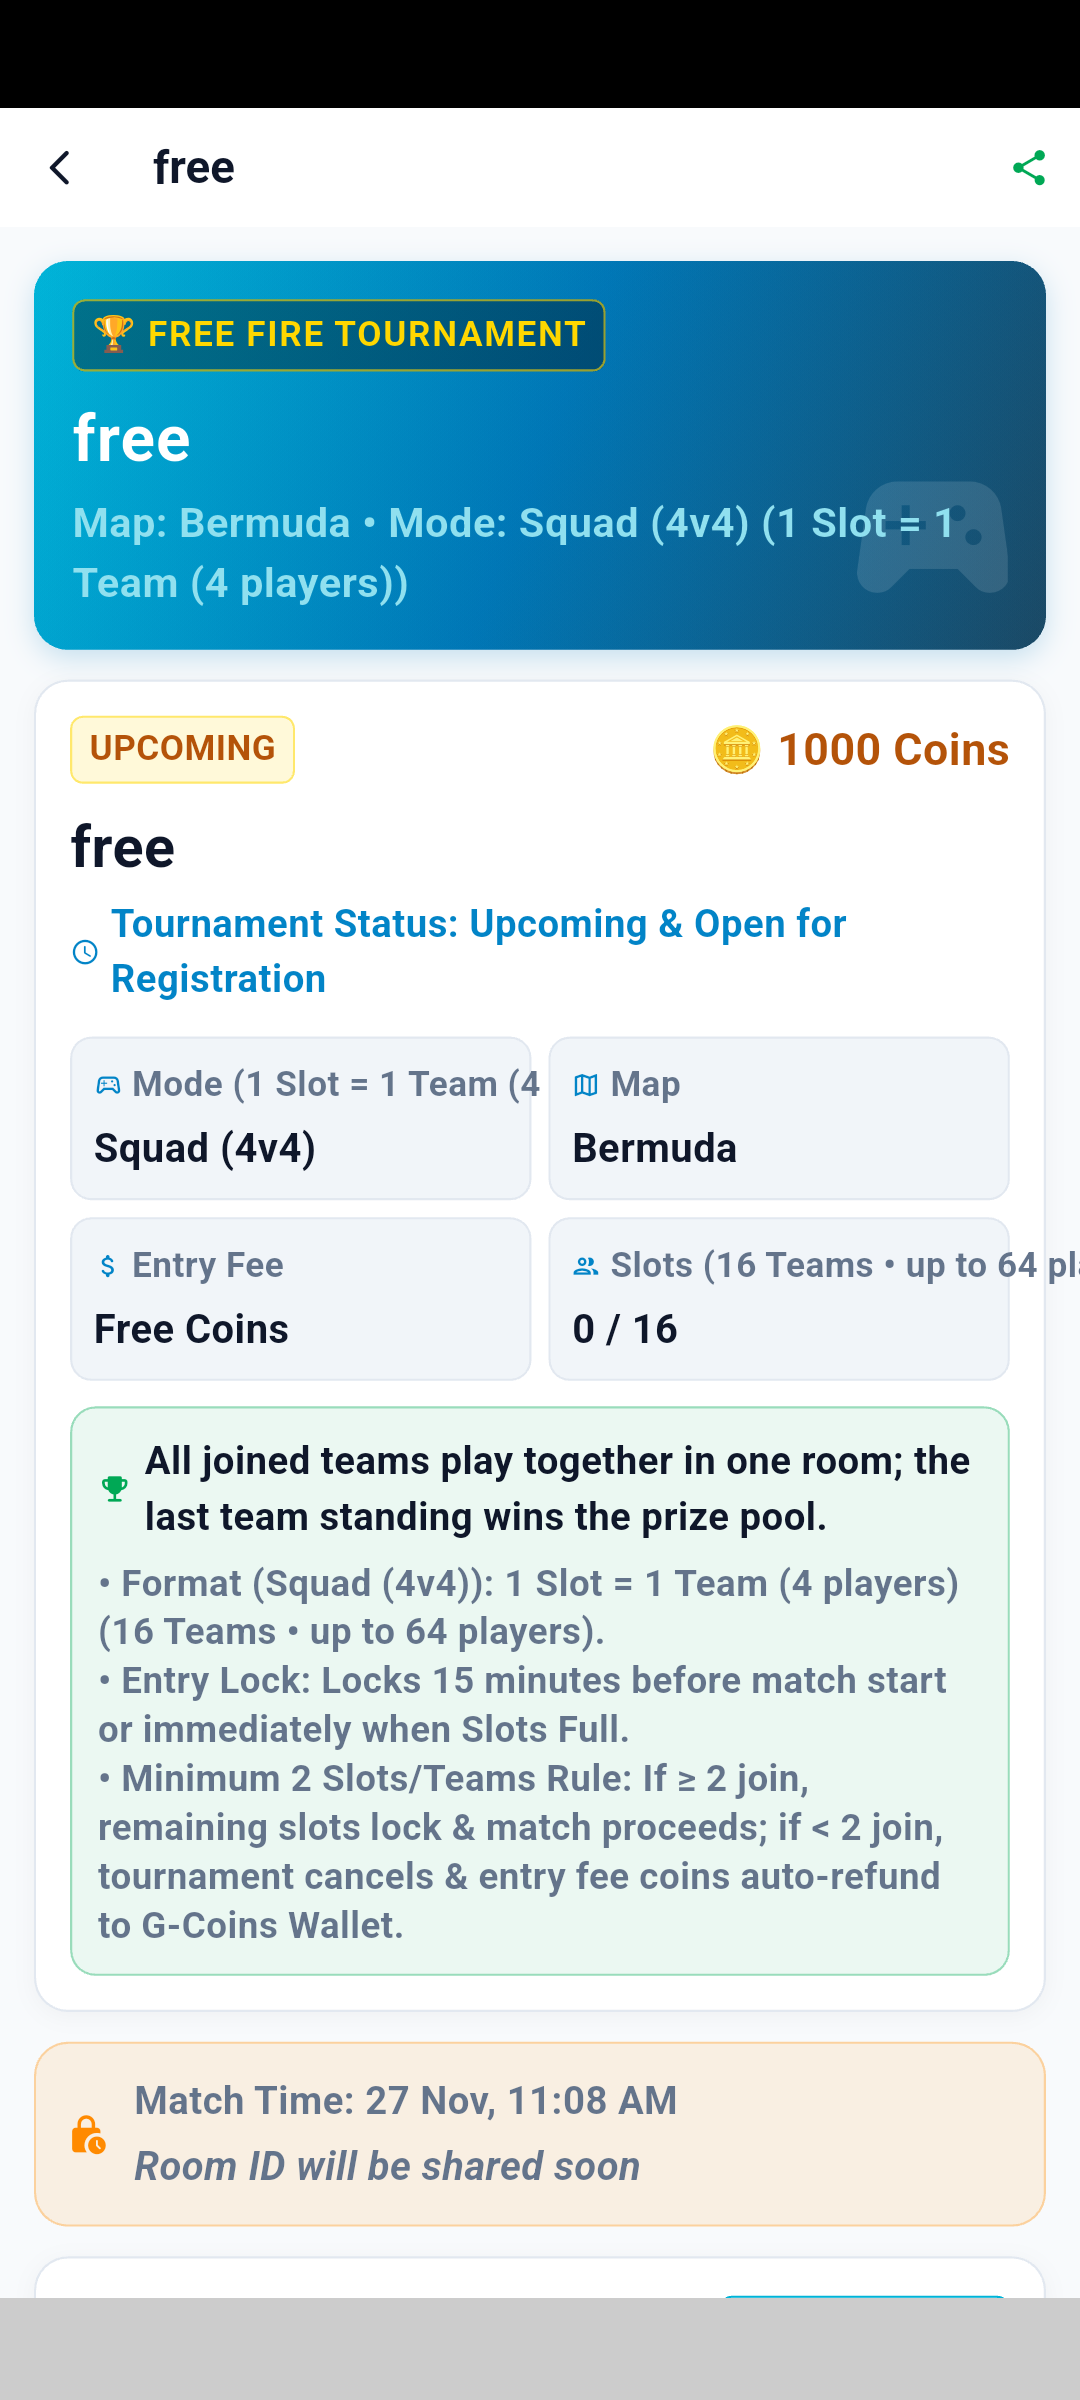 free
🏆 FREE FIRE TOURNAMENT
free
Map: Bermuda • Mode: Squad (4v4) (1 Slot = 1
Team (4 players))
UPCOMING
🪙 1000 Coins
free
Tournament Status: Upcoming & Open for
Registration
Mode (1 Slot = 1 Team (4
Squad (4v4)
Map
Bermuda
Entry Fee
Free Coins
Slots (16 Teams • up to 64 pl
0 / 16
All joined teams play together in one room; the
last team standing wins the prize pool.
• Format (Squad (4v4)): 1 Slot = 1 Team (4 players)
(16 Teams • up to 64 players).
• Entry Lock: Locks 15 minutes before match start
or immediately when Slots Full.
• Minimum 2 Slots/Teams Rule: If ≥ 2 join,
remaining slots lock & match proceeds; if < 2 join,
tournament cancels & entry fee coins auto-refund
to G-Coins Wallet.
Match Time: 27 Nov, 11:08 AM
Room ID will be shared soon